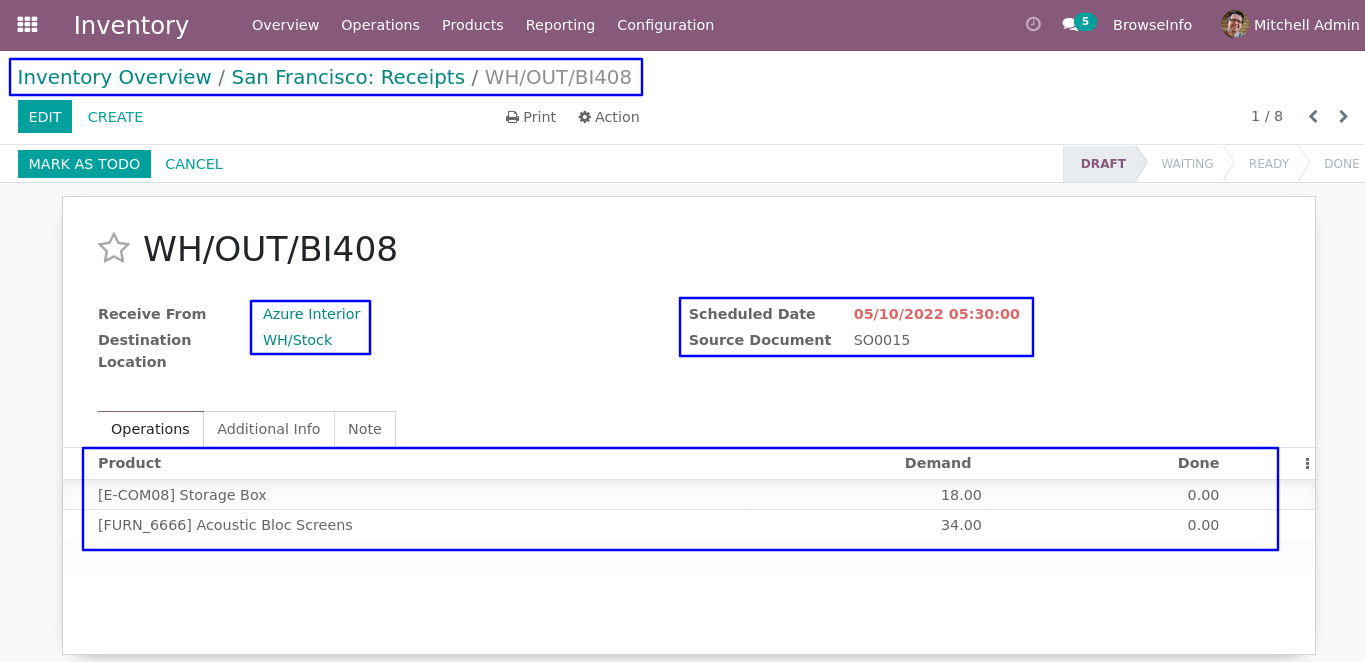 Inventory Overview Operations Products Reporting Configuration 5 BrowseInfo Mitchell Admin
Inventory Overview / San Francisco: Receipts / WH/OUT/BI408
EDIT CREATE Print Action 1 / 8
MARK AS TODO CANCEL DRAFT WAITING READY DONE
WH/OUT/BI408
Receive From Azure Interior Scheduled Date 05/10/2022 05:30:00
Destination WH/Stock Source Document SO0015
Location
Operations Additional Info Note
Product Demand Done
[E-COM08] Storage Box 18.00 0.00
[FURN_6666] Acoustic Bloc Screens 34.00 0.00